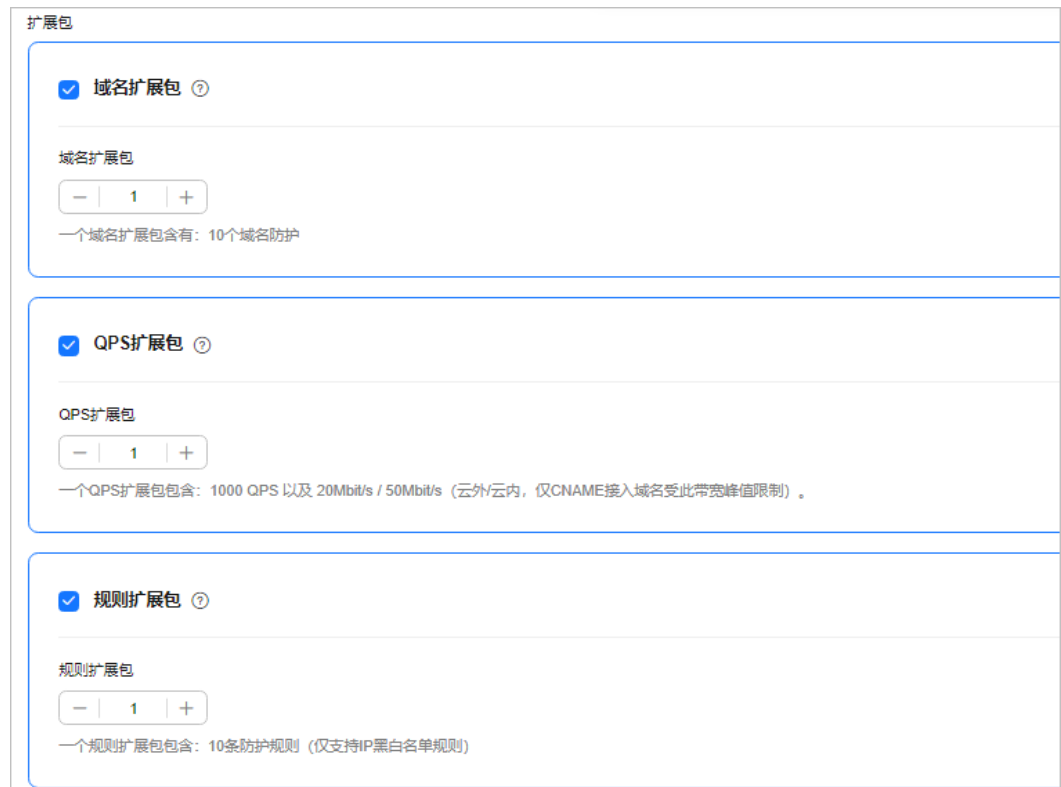 扩展包
域名扩展包 ?
域名扩展包
− 1 +
一个域名扩展包含有：10个域名防护
QPS扩展包 ?
QPS扩展包
− 1 +
一个QPS扩展包包含：1000 QPS 以及 20Mbit/s / 50Mbit/s（云外/云内，仅CNAME接入域名受此带宽峰值限制）。
规则扩展包 ?
规则扩展包
− 1 +
一个规则扩展包包含：10条防护规则（仅支持IP黑白名单规则）